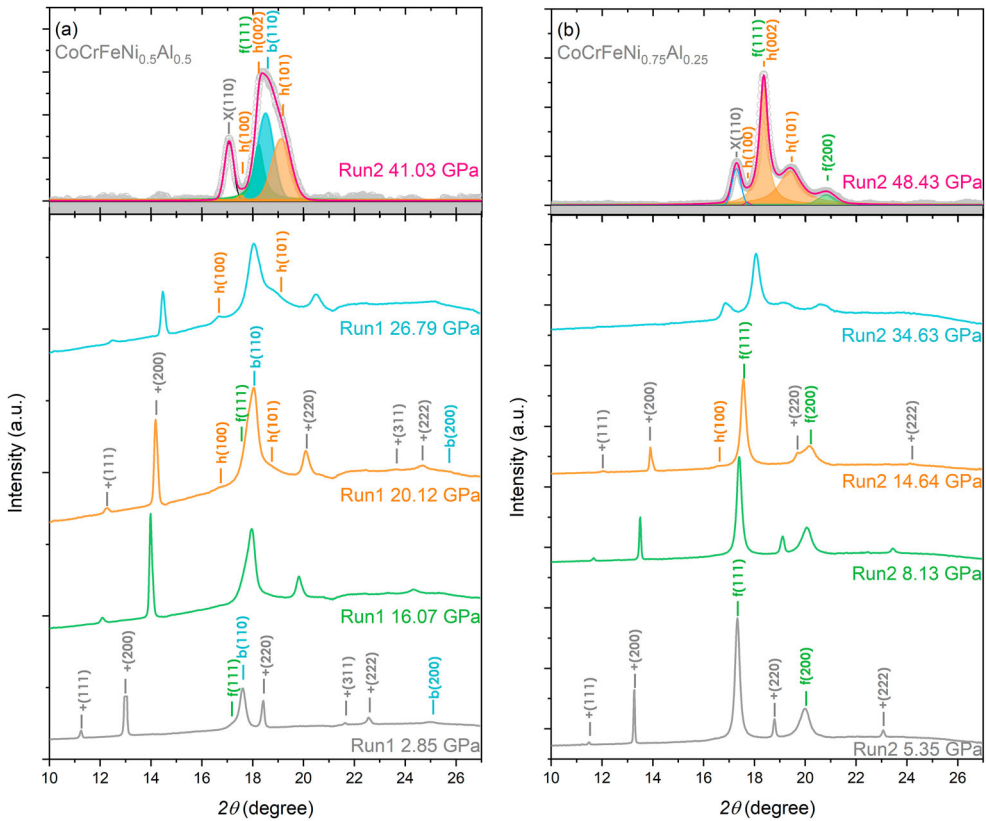 (a)
CoCrFeNi0.5Al0.5
X(110)
h(100)
f(111)
h(002)
b(110)
h(101)
Run2 41.03 GPa
h(100)
h(101)
Run1 26.79 GPa
+(111)
+(200)
h(100)
f(111)
b(110)
h(101)
+(220)
+(311)
+(222)
b(200)
Run1 20.12 GPa
Run1 16.07 GPa
+(111)
+(200)
f(111)
b(110)
+(220)
+(311)
+(222)
b(200)
Run1 2.85 GPa
Intensity (a.u.)
10 12 14 16 18 20 22 24 26
2θ (degree)
(b)
CoCrFeNi0.75Al0.25
X(110)
h(100)
f(111)
h(002)
h(101)
f(200)
Run2 48.43 GPa
Run2 34.63 GPa
+(111)
+(200)
h(100)
f(111)
+(220)
f(200)
+(222)
Run2 14.64 GPa
Run2 8.13 GPa
+(111)
+(200)
f(111)
+(220)
f(200)
+(222)
Run2 5.35 GPa
Intensity (a.u.)
10 12 14 16 18 20 22 24 26
2θ (degree)